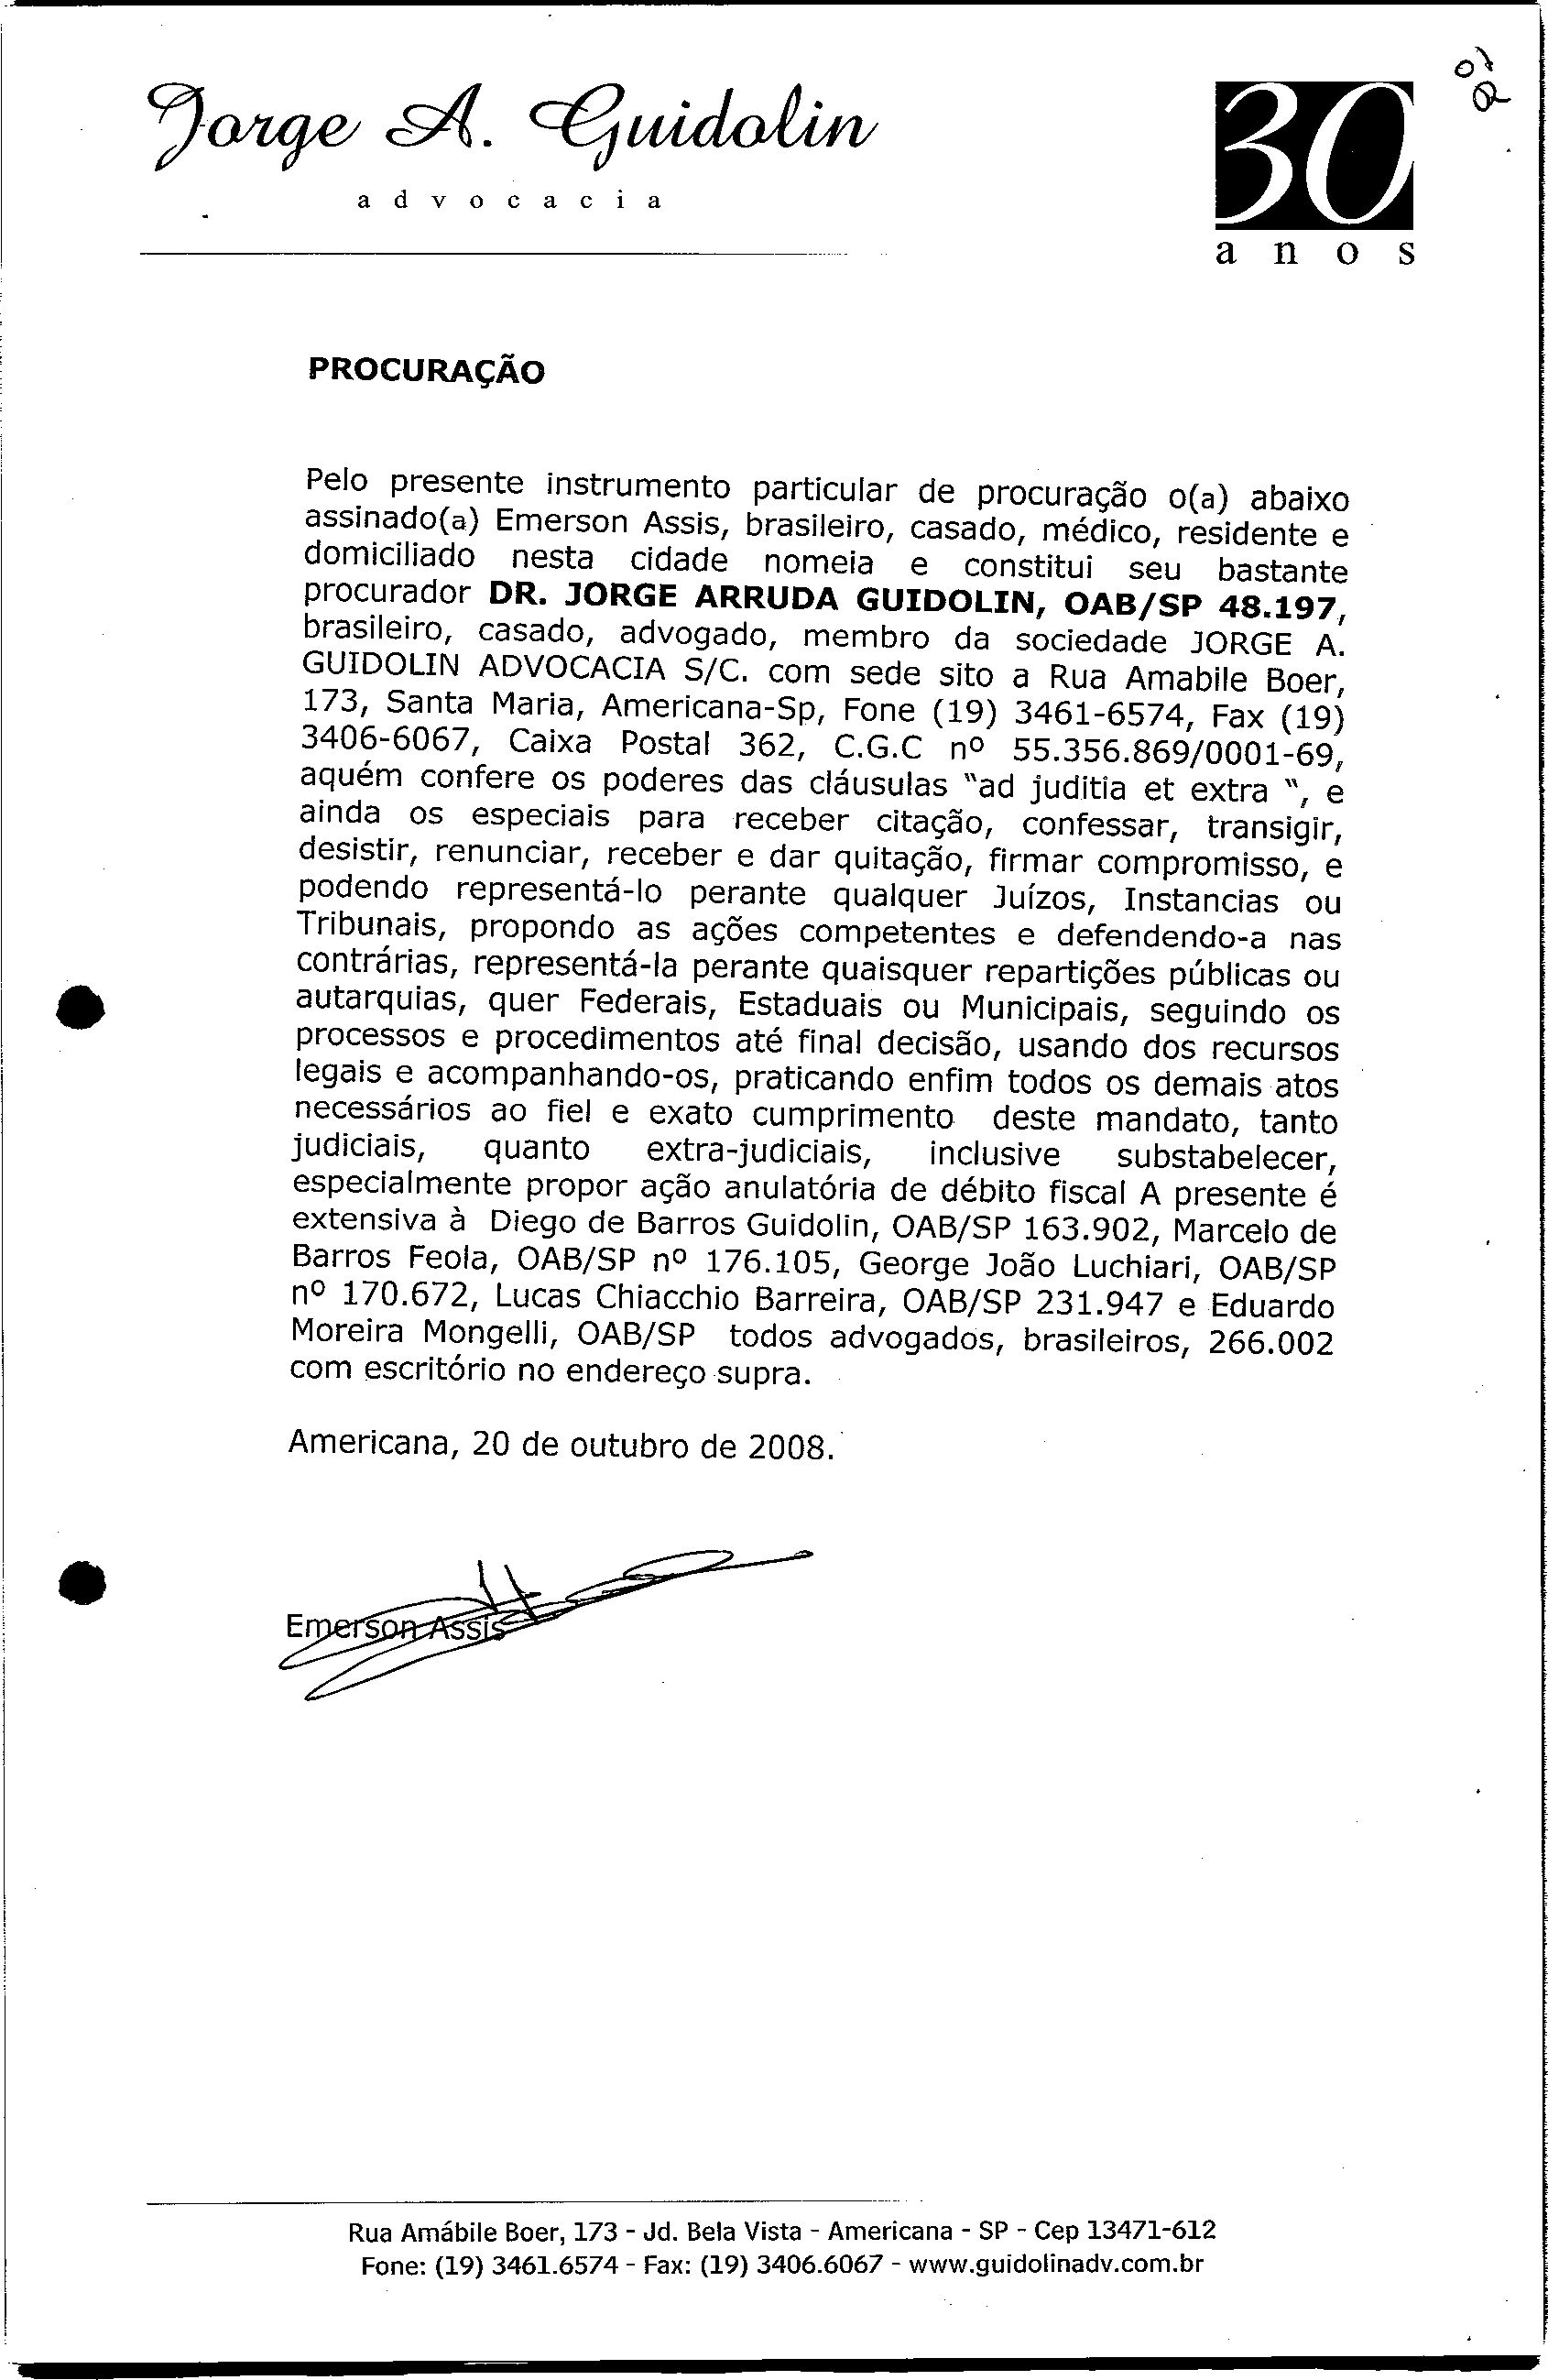 Jorge A. Guidolin
advocacia
30
anos
PROCURAÇÃO
Pelo presente instrumento particular de procuração o(a) abaixo
assinado(a) Emerson Assis, brasileiro, casado, médico, residente e
domiciliado nesta cidade nomeia e constitui seu bastante
procurador DR. JORGE ARRUDA GUIDOLIN, OAB/SP 48.197,
brasileiro, casado, advogado, membro da sociedade JORGE A.
GUIDOLIN ADVOCACIA S/C. com sede sito a Rua Amabile Boer,
173, Santa Maria, Americana-Sp, Fone (19) 3461-6574, Fax (19)
3406-6067, Caixa Postal 362, C.G.C nº 55.356.869/0001-69,
aquém confere os poderes das cláusulas "ad juditia et extra ", e
ainda os especiais para receber citação, confessar, transigir,
desistir, renunciar, receber e dar quitação, firmar compromisso, e
podendo representá-lo perante qualquer Juízos, Instancias ou
Tribunais, propondo as ações competentes e defendendo-a nas
contrárias, representá-la perante quaisquer repartições públicas ou
autarquias, quer Federais, Estaduais ou Municipais, seguindo os
processos e procedimentos até final decisão, usando dos recursos
legais e acompanhando-os, praticando enfim todos os demais atos
necessários ao fiel e exato cumprimento deste mandato, tanto
judiciais, quanto extra-judiciais, inclusive substabelecer,
especialmente propor ação anulatória de débito fiscal A presente é
extensiva à Diego de Barros Guidolin, OAB/SP 163.902, Marcelo de
Barros Feola, OAB/SP nº 176.105, George João Luchiari, OAB/SP
nº 170.672, Lucas Chiacchio Barreira, OAB/SP 231.947 e Eduardo
Moreira Mongelli, OAB/SP todos advogados, brasileiros, 266.002
com escritório no endereço supra.
Americana, 20 de outubro de 2008.
Emerson Assis
Rua Amábile Boer, 173 - Jd. Bela Vista - Americana - SP - Cep 13471-612
Fone: (19) 3461.6574 - Fax: (19) 3406.6067 - www.guidolinadv.com.br